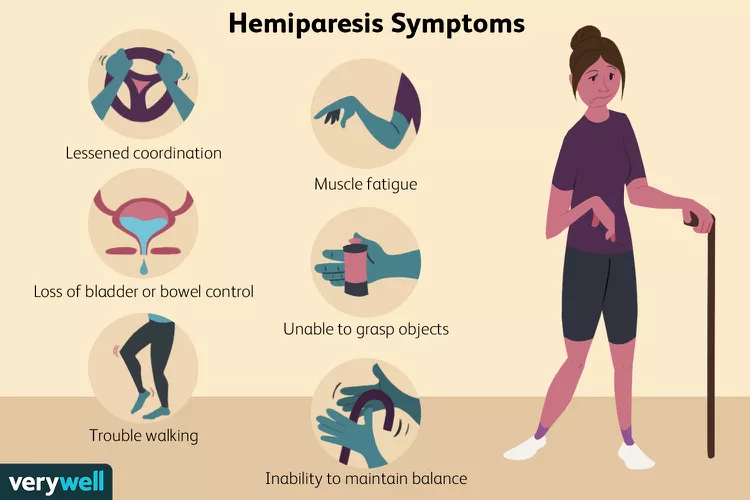 Hemiparesis Symptoms
Lessened coordination
Muscle fatigue
Loss of bladder or bowel control
Unable to grasp objects
Trouble walking
Inability to maintain balance
verywell